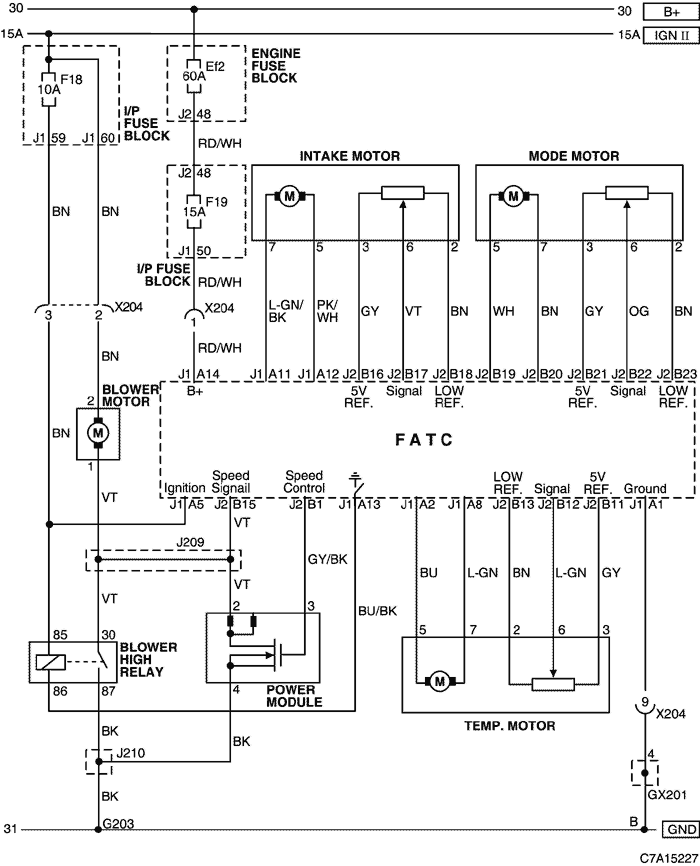 30 30 B+
15A 15A IGN II
F18
10A
I/P
FUSE
BLOCK
J1 59 J1 60
Ef2
60A
ENGINE
FUSE
BLOCK
J2 48
RD/WH
J2 48
F19
15A
J1 50
I/P FUSE
BLOCK
RD/WH
X204
1
RD/WH
BN BN
X204
3 2
BN
INTAKE MOTOR
M
7 5 3 6 2
L-GN/
BK
PK/
WH
GY VT BN
MODE MOTOR
M
5 7 3 6 2
WH BN GY OG BN
J1 A14 J1 A11 J1 A12 J2 B16 J2 B17 J2 B18 J2 B19 J2 B20 J2 B21 J2 B22 J2 B23
B+
5V
REF.
Signal
LOW
REF.
5V
REF.
Signal
LOW
REF.
FATC
BLOWER
MOTOR
2
M
1
BN
VT
Ignition
Speed
Signail
Speed
Control
LOW
REF.
Signal
5V
REF.
Ground
J1 A5 J2 B15 J2 B1 J1 A13 J1 A2 J1 A8 J2 B13 J2 B12 J2 B11 J1 A1
VT
J209
GY/BK
VT VT
BU/BK
BU L-GN BN L-GN GY
85 30
BLOWER
HIGH
RELAY
86 87
2 3
4
POWER
MODULE
5 7 2 6 3
M
TEMP. MOTOR
9
X204
4
GX201
BK
J210
BK
BK
31 G203 B GND
C7A15227